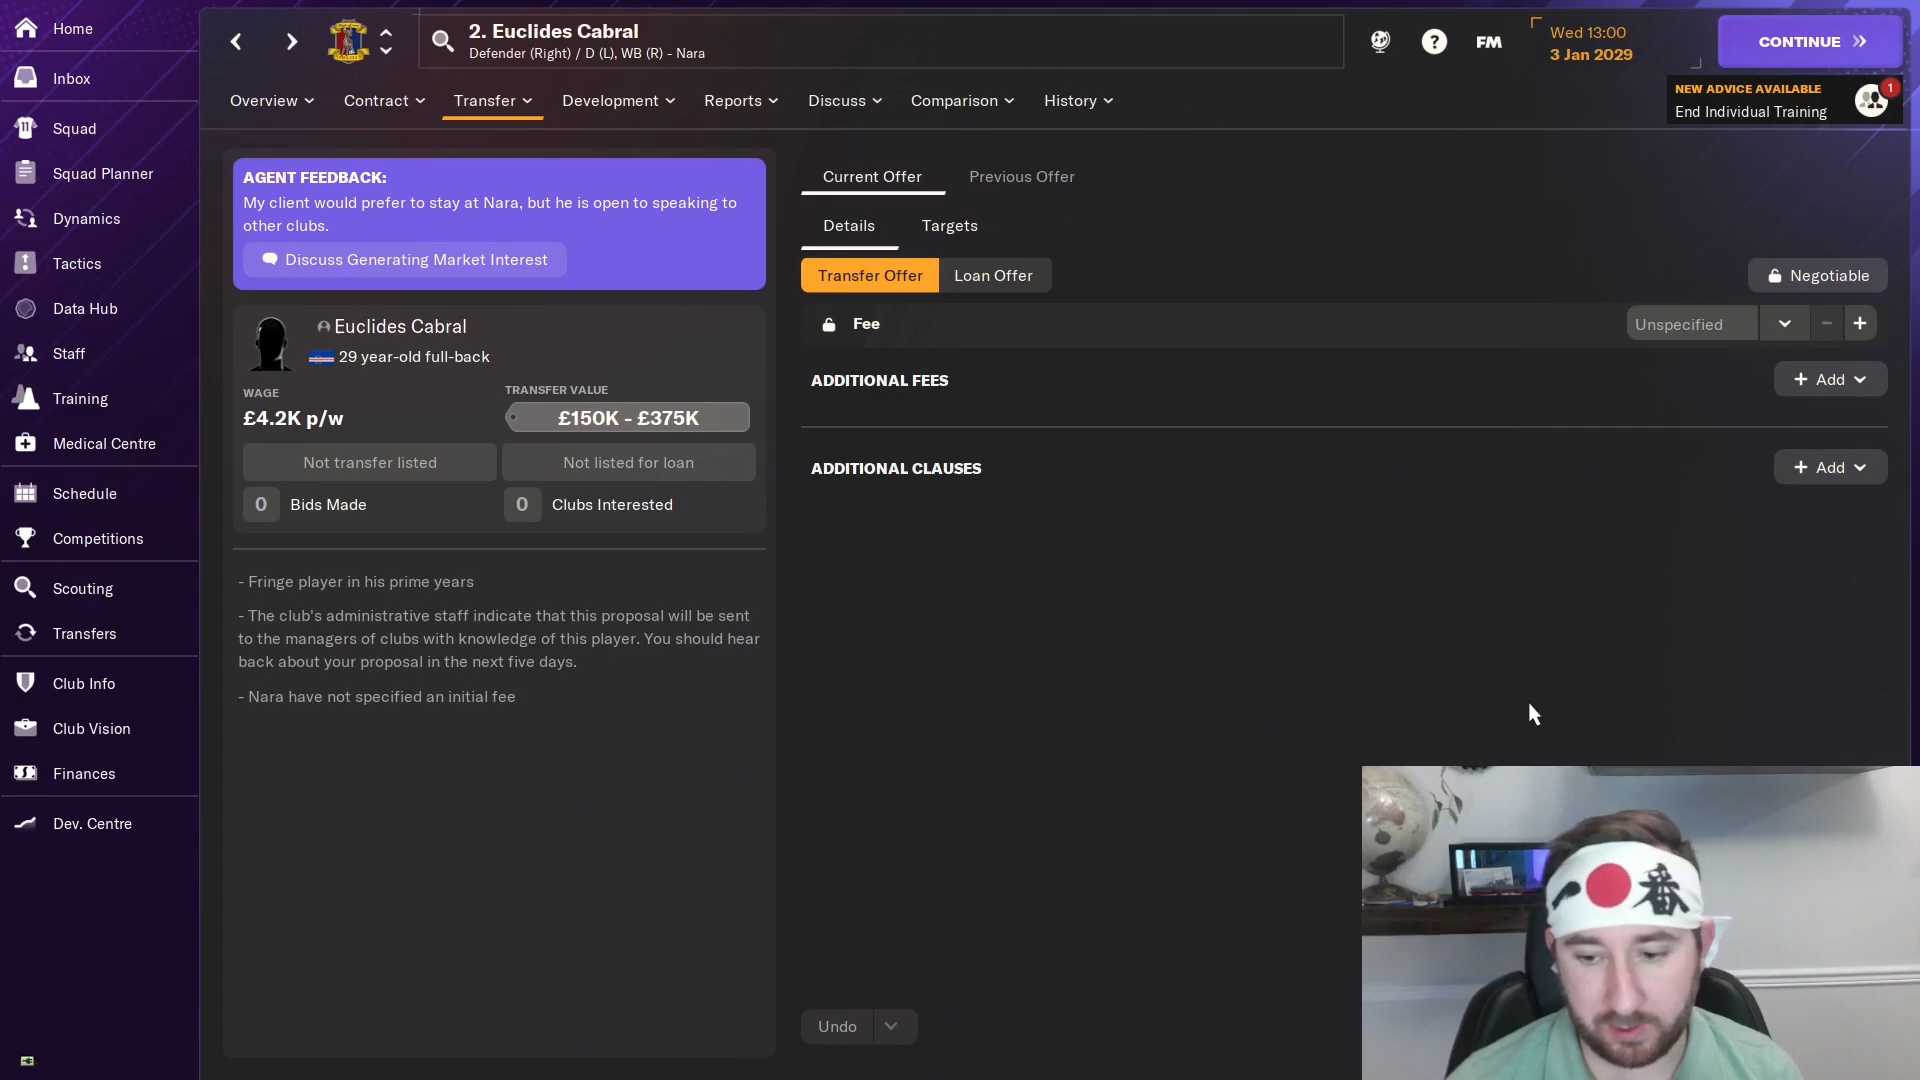 Home
Inbox
Squad
Squad Planner
Dynamics
Tactics
Data Hub
Staff
Training
Medical Centre
Schedule
Competitions
Scouting
Transfers
Club Info
Club Vision
Finances
Dev. Centre
2. Euclides Cabral
Defender (Right) / D (L), WB (R) - Nara
?
FM
Wed 13:00
3 Jan 2029
CONTINUE
NEW ADVICE AVAILABLE
End Individual Training
1
Overview
Contract
Transfer
Development
Reports
Discuss
Comparison
History
AGENT FEEDBACK:
My client would prefer to stay at Nara, but he is open to speaking to
other clubs.
Discuss Generating Market Interest
Euclides Cabral
29 year-old full-back
WAGE
£4.2K p/w
TRANSFER VALUE
£150K - £375K
Not transfer listed
Not listed for loan
0 Bids Made
0 Clubs Interested
- Fringe player in his prime years
- The club's administrative staff indicate that this proposal will be sent
to the managers of clubs with knowledge of this player. You should hear
back about your proposal in the next five days.
- Nara have not specified an initial fee
Current Offer
Previous Offer
Details
Targets
Transfer Offer
Loan Offer
Negotiable
Fee
Unspecified
ADDITIONAL FEES
+ Add
ADDITIONAL CLAUSES
+ Add
Undo
一番